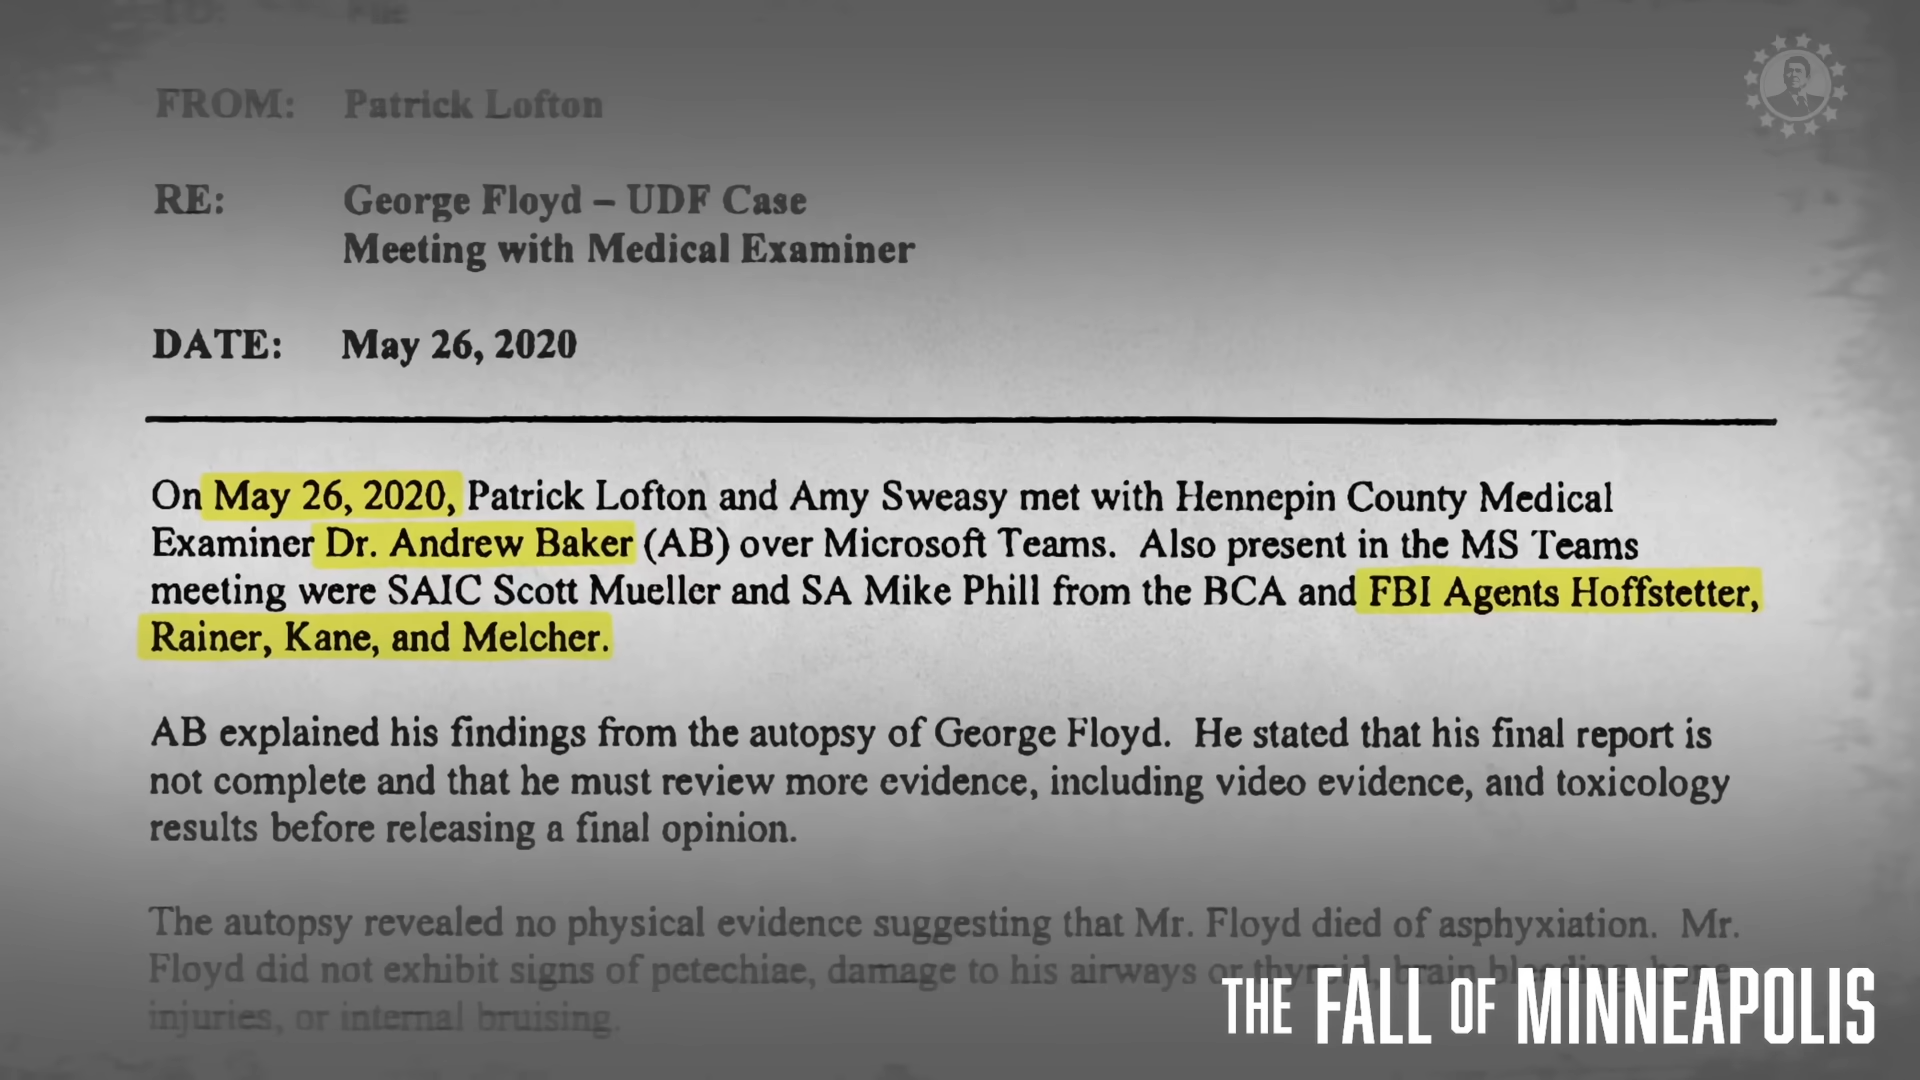 TO: File
FROM: Patrick Lofton
RE: George Floyd – UDF Case
Meeting with Medical Examiner
DATE: May 26, 2020
On May 26, 2020, Patrick Lofton and Amy Sweasy met with Hennepin County Medical
Examiner Dr. Andrew Baker (AB) over Microsoft Teams. Also present in the MS Teams
meeting were SAIC Scott Mueller and SA Mike Phill from the BCA and FBI Agents Hoffstetter,
Rainer, Kane, and Melcher.
AB explained his findings from the autopsy of George Floyd. He stated that his final report is
not complete and that he must review more evidence, including video evidence, and toxicology
results before releasing a final opinion.
The autopsy revealed no physical evidence suggesting that Mr. Floyd died of asphyxiation. Mr.
Floyd did not exhibit signs of petechiae, damage to his airways or thyroid, brain bleeding, bone
injuries, or internal bruising.
THE FALL OF MINNEAPOLIS